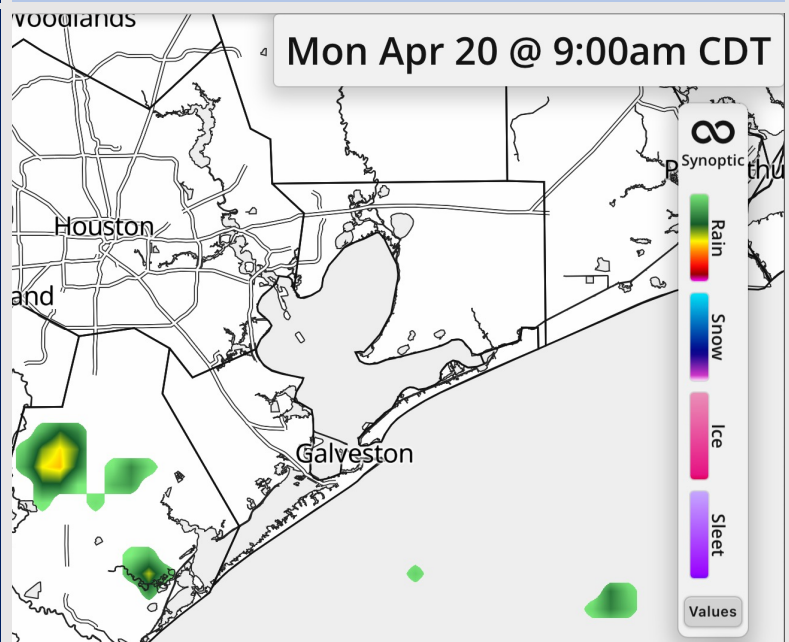 Woodlands
Mon Apr 20 @ 9:00am CDT
Synoptic
Rain
Houston
and
Snow
Ice
Galveston
Sleet
Values